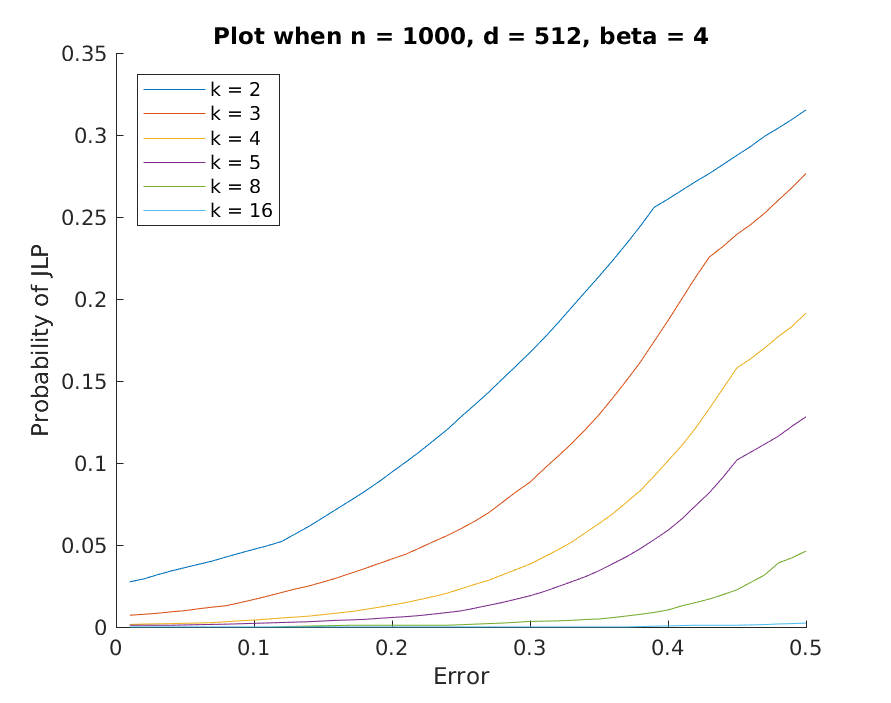 Plot when n = 1000, d = 512, beta = 4
0.35
0.3
0.25
0.2
0.15
0.1
0.05
0
Probability of JLP
k = 2
k = 3
k = 4
k = 5
k = 8
k = 16
0 0.1 0.2 0.3 0.4 0.5
Error